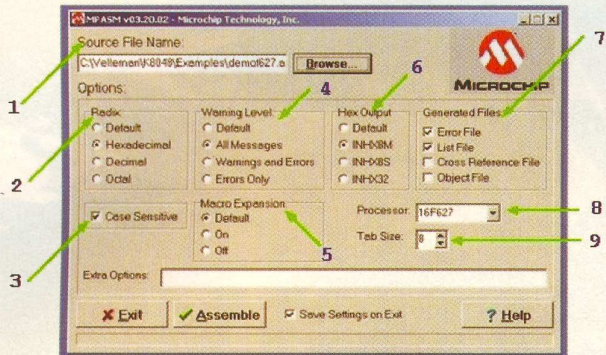 MPASM v03.20.02 - Microchip Technology, Inc.
Source File Name:
C:\Velleman\K8048\Examples\demof627.a
Browse...
MICROCHIP
Options:
Radix:
Default
Hexadecimal
Decimal
Octal
Warning Level:
Default
All Messages
Warnings and Errors
Errors Only
Hex Output
Default
INHX8M
INHX8S
INHX32
Generated Files:
Error File
List File
Cross Reference File
Object File
Case Sensitive
Macro Expansion
Default
On
Off
Processor: 16F627
Tab Size: 8
Extra Options:
Exit
Assemble
Save Settings on Exit
? Help
1
2
3
4
5
6
7
8
9